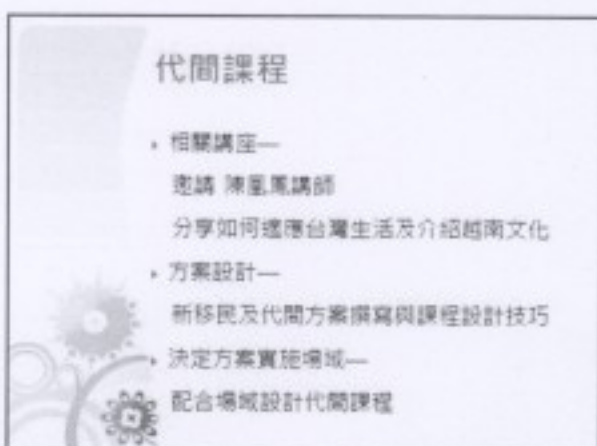 代間課程
相關講座—
邀請 陳凰鳳講師
分享如何適應台灣生活及介紹越南文化
方案設計—
新移民及代間方案撰寫與課程設計技巧
決定方案實施場域—
配合場域設計代間課程